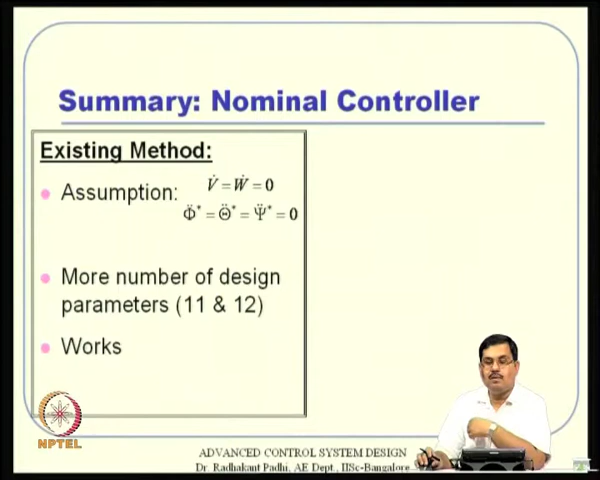 Summary: Nominal Controller
Existing Method:
Assumption: V̇ = Ẇ = 0
Φ̈* = Θ̈* = Ψ̈* = 0
More number of design
parameters (11 & 12)
Works
NPTEL
ADVANCED CONTROL SYSTEM DESIGN
Dr. Radhakant Padhi, AE Dept., IISc-Bangalore